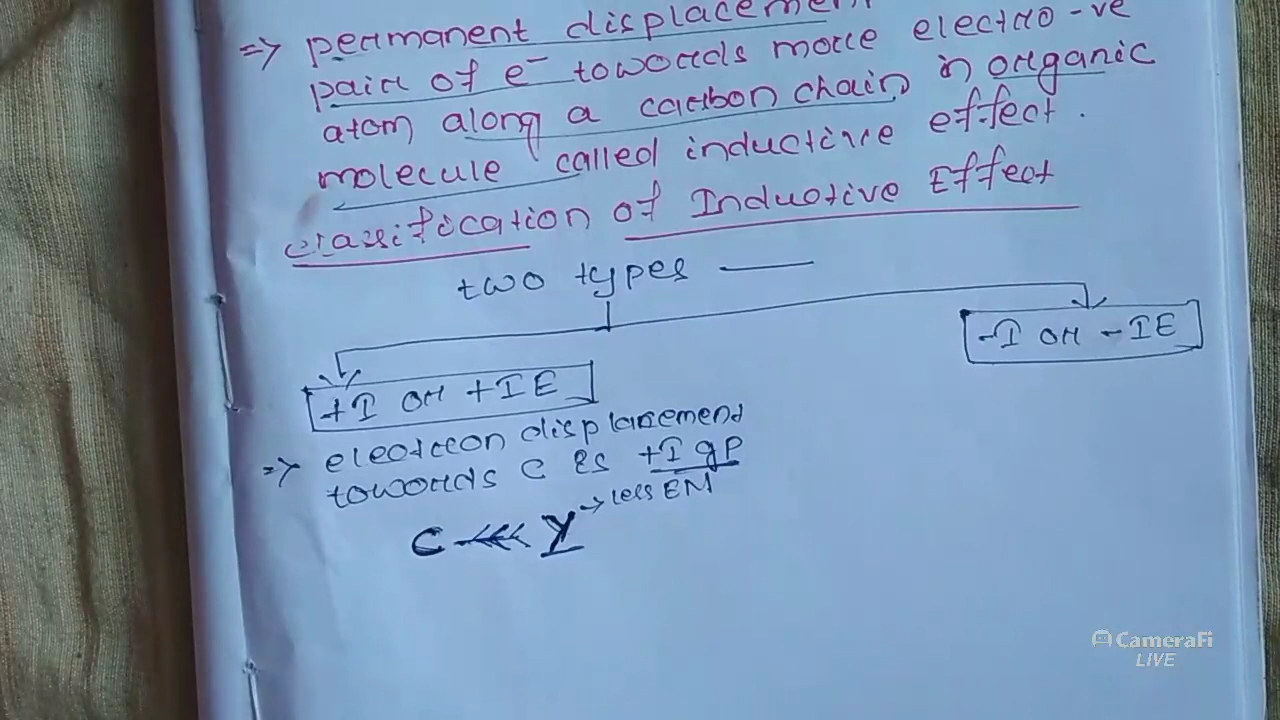 => permanent displacement
pair of e⁻ towards more electro -ve
atom along a carbon chain in organic
molecule called inductive effect.
classification of Inductive Effect
two types —
-I OR -IE
+I OR +IE
=> electron displacement
towards C is +I gP
→ less EN
C Y
CameraFi
LIVE